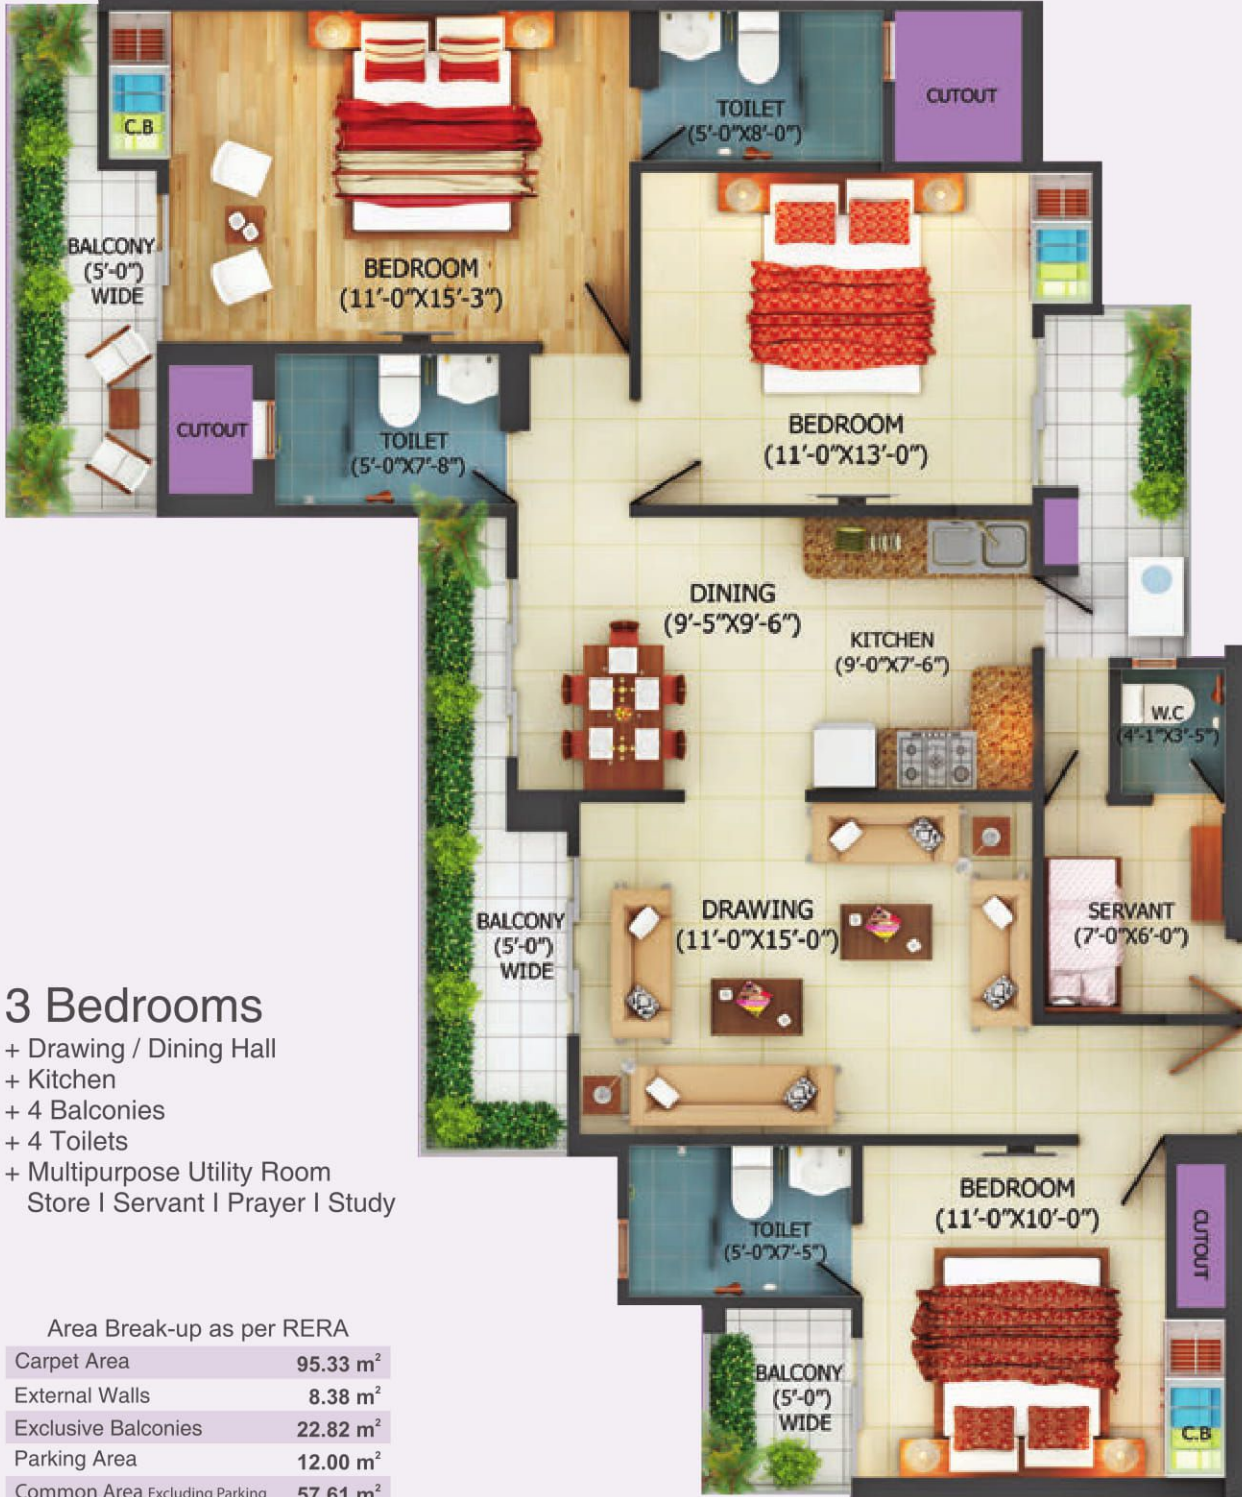 TOILET
(5'-0"X8'-0")
CUTOUT
C.B
BALCONY
(5'-0")
WIDE
BEDROOM
(11'-0"X15'-3")
CUTOUT
TOILET
(5'-0"X7'-8")
BEDROOM
(11'-0"X13'-0")
DINING
(9'-5"X9'-6")
KITCHEN
(9'-0"X7'-6")
W.C
(4'-1"X3'-5")
BALCONY
(5'-0")
WIDE
DRAWING
(11'-0"X15'-0")
SERVANT
(7'-0"X6'-0")
3 Bedrooms
+ Drawing / Dining Hall
+ Kitchen
+ 4 Balconies
+ 4 Toilets
+ Multipurpose Utility Room
Store I Servant I Prayer I Study
TOILET
(5'-0"X7'-5")
BEDROOM
(11'-0"X10'-0")
CUTOUT
BALCONY
(5'-0")
WIDE
C.B
Area Break-up as per RERA
Carpet Area 95.33 m²
External Walls 8.38 m²
Exclusive Balconies 22.82 m²
Parking Area 12.00 m²
Common Area Excluding Parking 57.61 m²